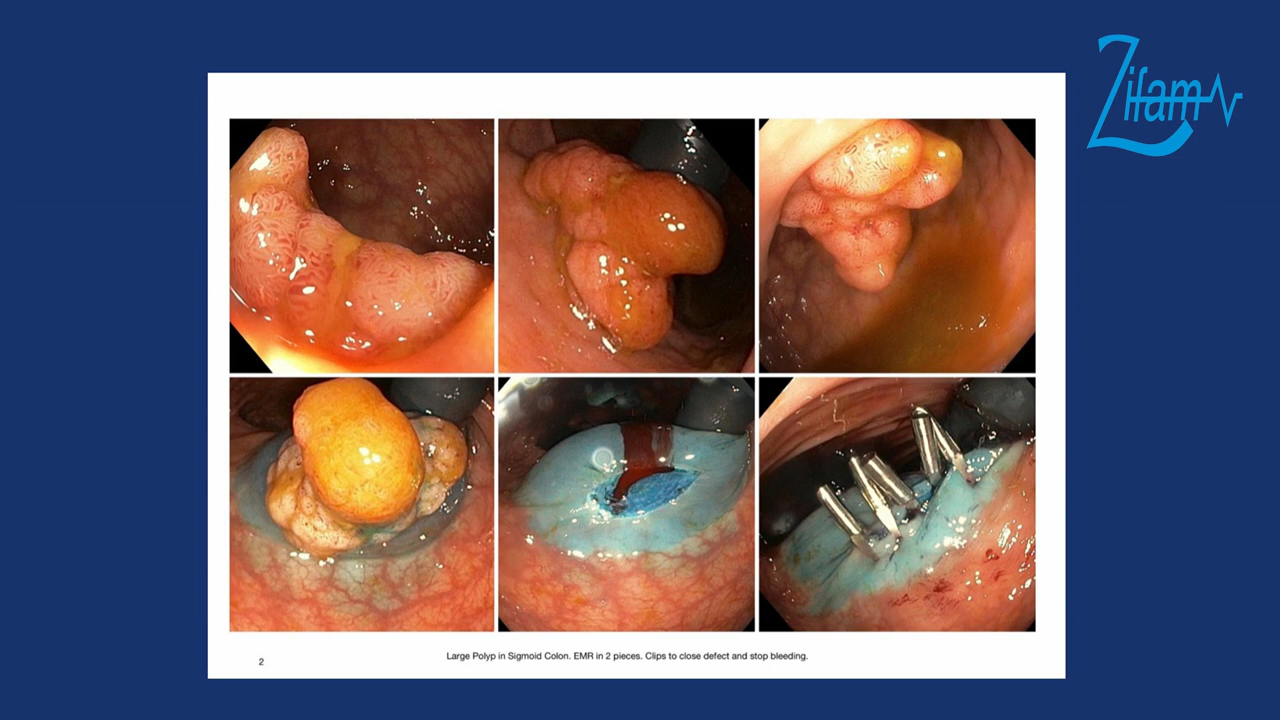 Zifam
Large Polyp in Sigmoid Colon. EMR in 2 pieces. Clips to close defect and stop bleeding.
2